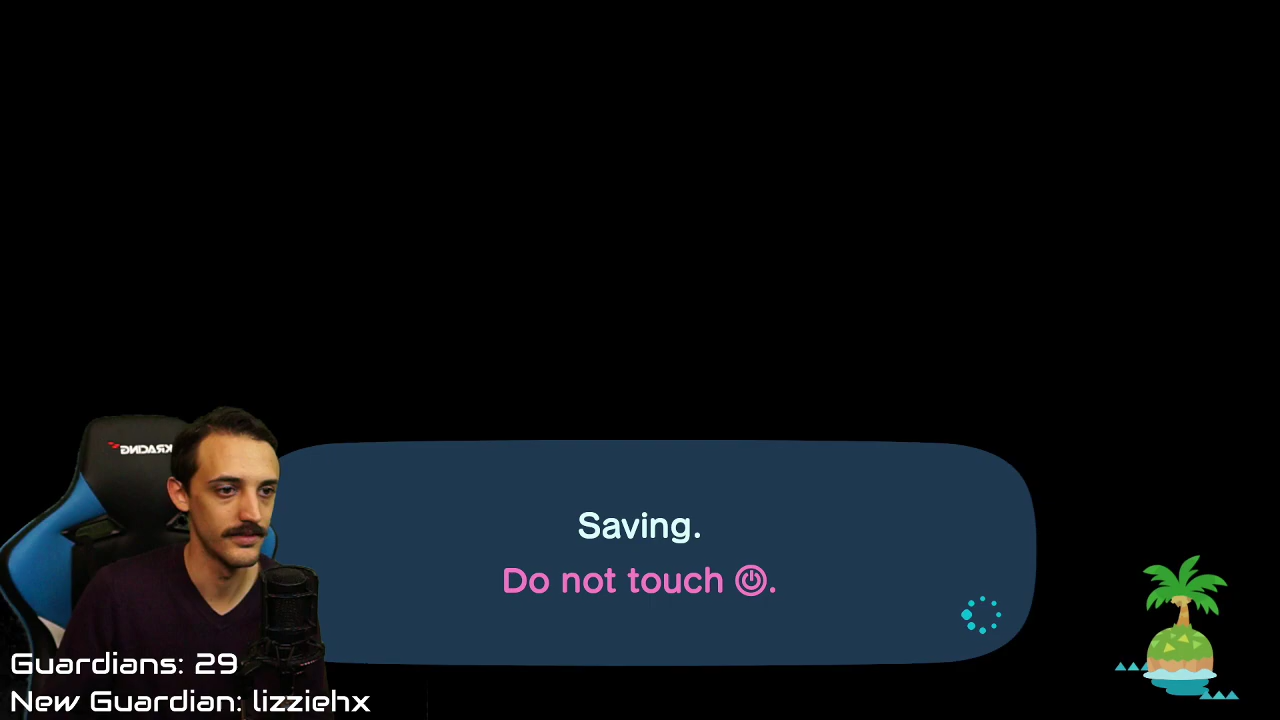 Saving.
Do not touch ⏻.
Guardians: 29
New Guardian: lizziehx